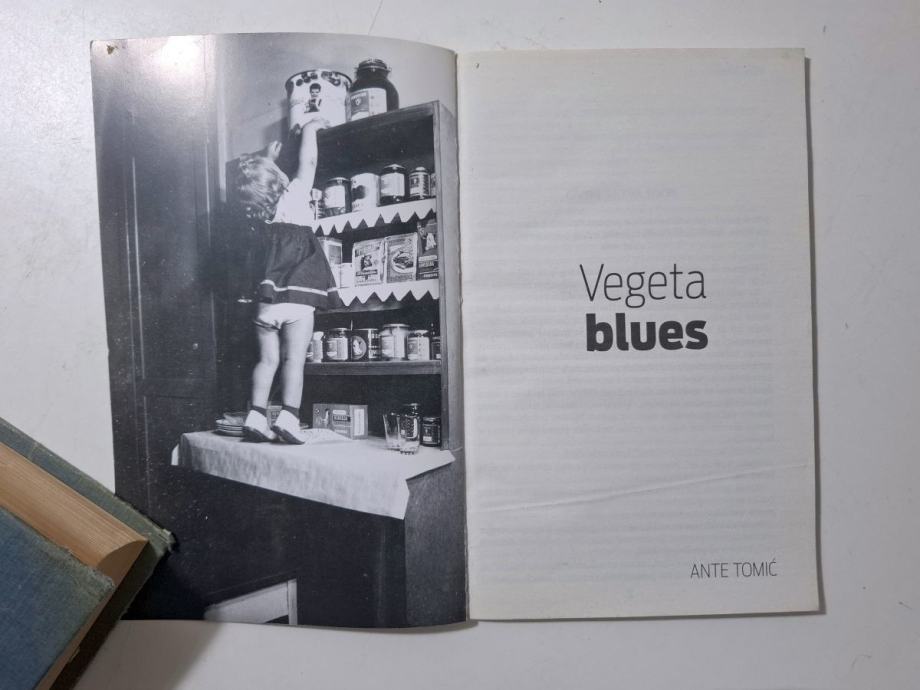 Vegeta
blues
ANTE TOMIĆ